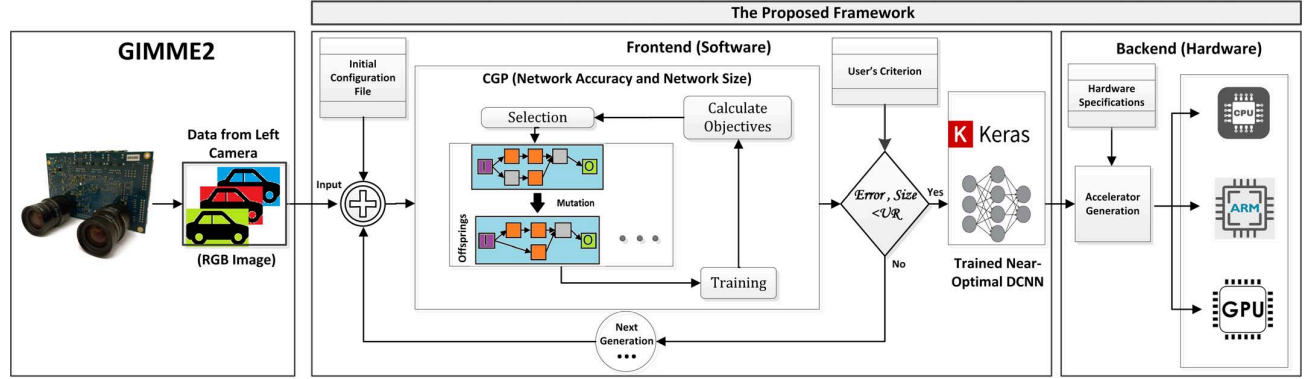 The Proposed Framework
GIMME2
Data from Left
Camera
(RGB Image)
Input
Frontend (Software)
Initial
Configuration
File
CGP (Network Accuracy and Network Size)
Selection
Calculate
Objectives
I
O
Mutation
Offsprings
I
O
Training
Next
Generation
User's Criterion
Error , Size
<UR
Yes
No
K Keras
Trained Near-
Optimal DCNN
Backend (Hardware)
Hardware
Specifications
Accelerator
Generation
CPU
ARM
GPU